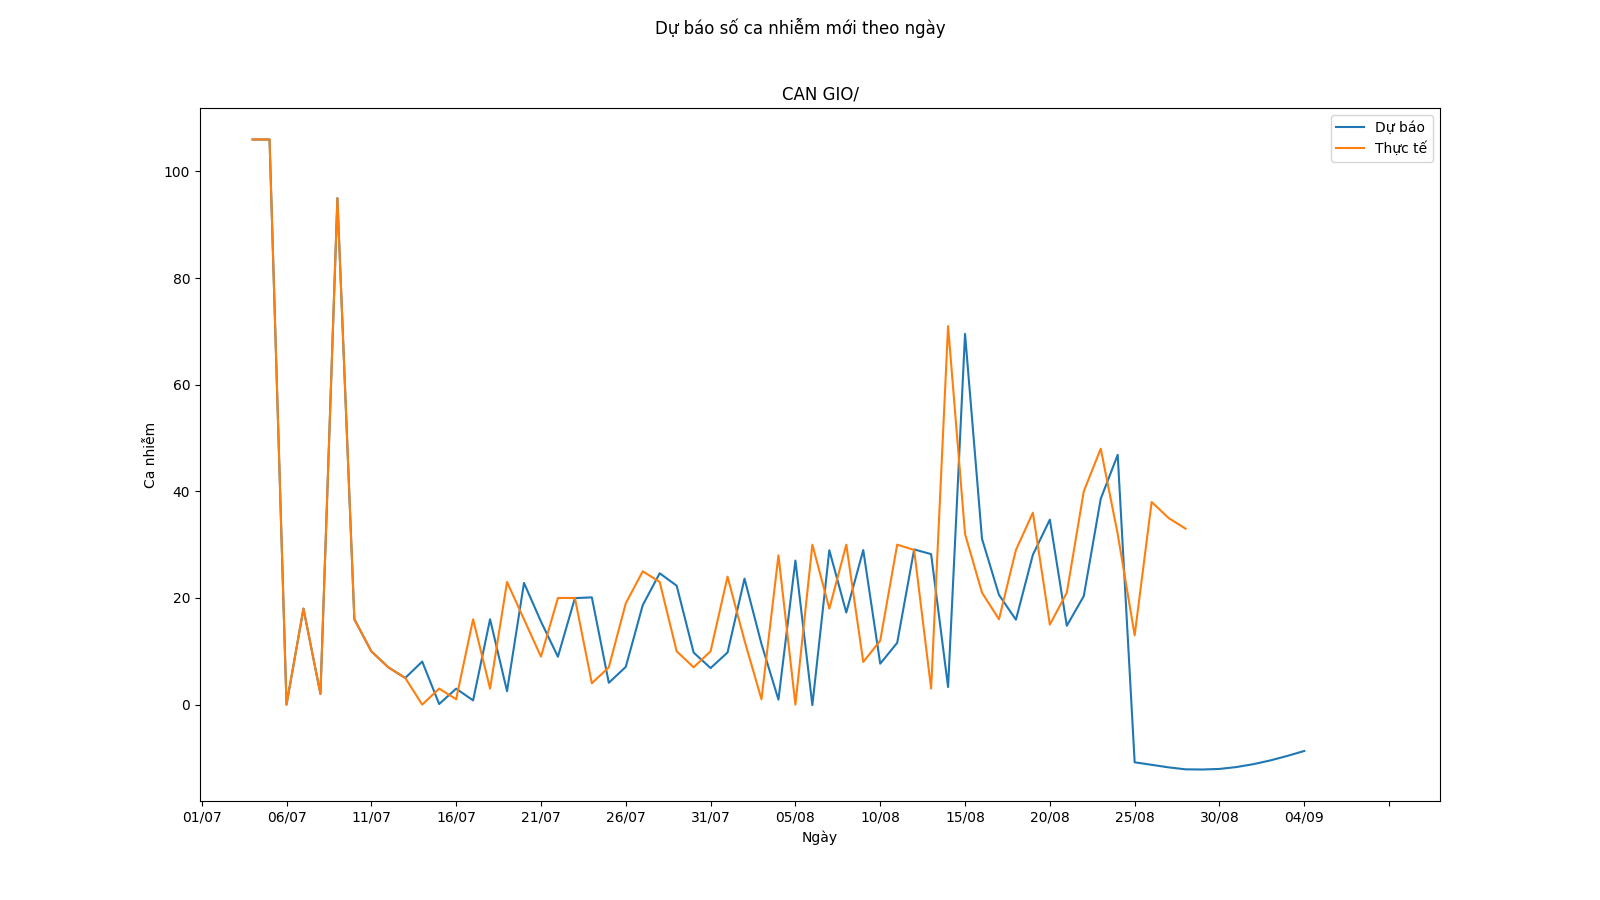 Dự báo số ca nhiễm mới theo ngày
CAN GIO/
Dự báo
Thực tế
100
80
60
40
20
0
Ca nhiễm
01/07 06/07 11/07 16/07 21/07 26/07 31/07 05/08 10/08 15/08 20/08 25/08 30/08 04/09
Ngày